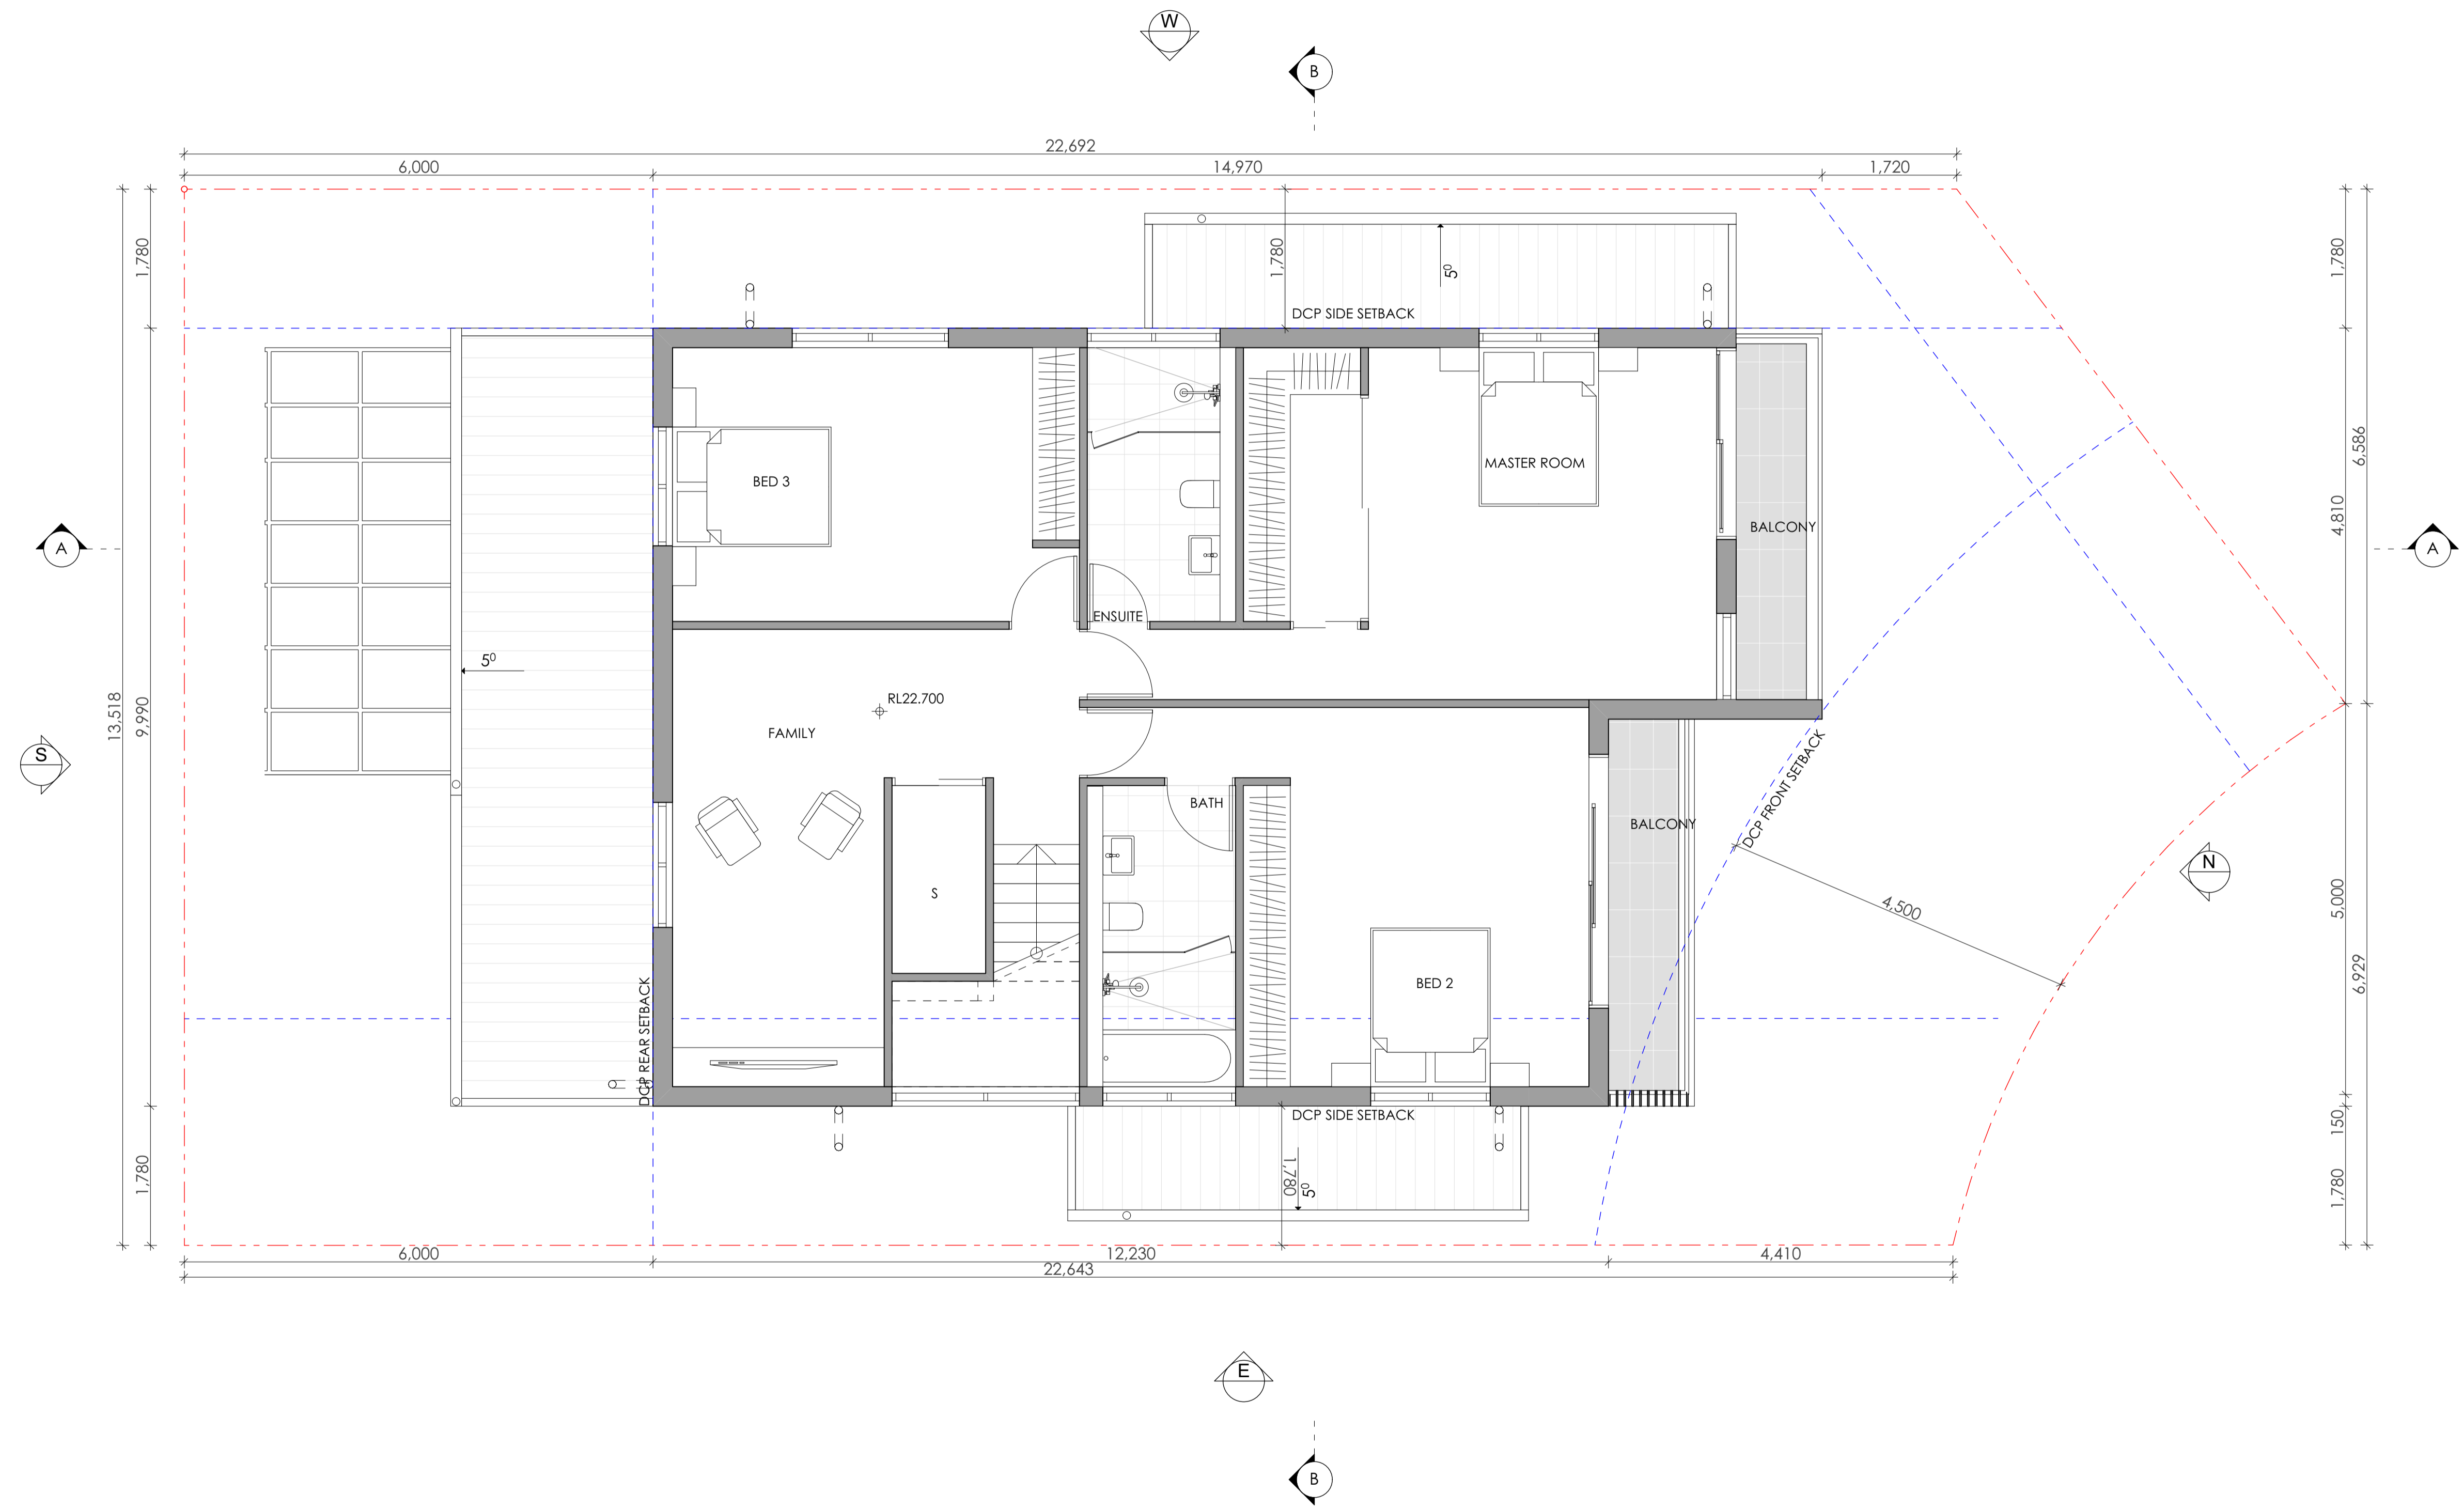 W
B
22,692
6,000
14,970
1,720
1,780
1,780
1,780
5⁰
DCP SIDE SETBACK
BED 3
MASTER ROOM
6,586
4,810
BALCONY
A
A
ENSUITE
5⁰
RL22.700
13,518
9,990
FAMILY
S
DCP FRONT SETBACK
BATH
BALCONY
N
S
4,500
5,000
6,929
BED 2
DCP REAR SETBACK
DCP SIDE SETBACK
150
1,780
1,780
5⁰
1,780
6,000
12,230
4,410
22,643
E
B